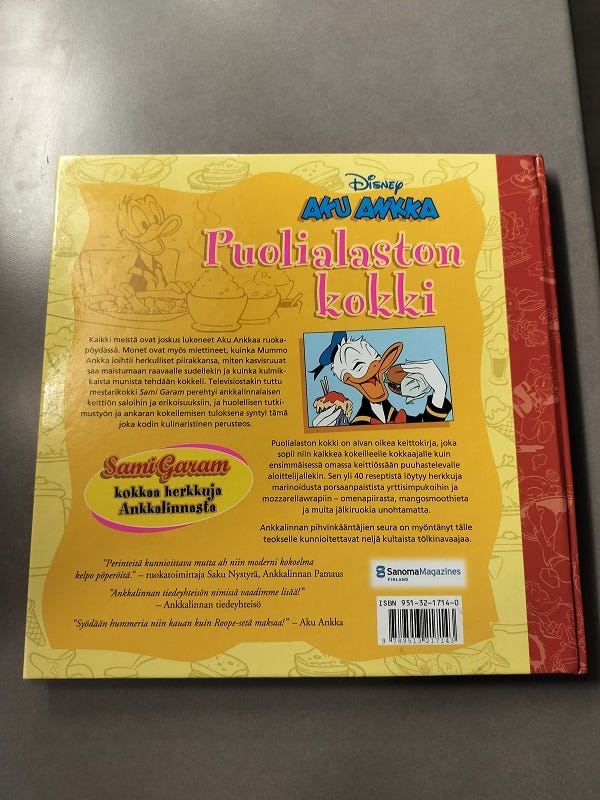 Disney
AKU ANKKA
Puolialaston
kokki
Kaikki meistä ovat joskus lukeneet Aku Ankkaa ruoka-
pöydässä. Monet ovat myös miettineet, kuinka Mummo
Ankka loihtii herkulliset piirakkansa, miten kasvisruuat
saa maistumaan raavaalle sudellekin ja kuinka kulmik-
kaista munista tehdään kokkeli. Televisiostakin tuttu
mestarikokki Sami Garam perehtyi ankkalinnalaisen
keittiön saloihin ja erikoisuuksiin, ja huolellisen tutki-
mustyön ja ankaran kokeilemisen tuloksena syntyi tämä
joka kodin kulinaristinen perusteos.
Sami Garam
kokkaa herkkuja
Ankkalinnasta
Puolialaston kokki on aivan oikea keittokirja, joka
sopii niin kaikkea kokeilleelle kokkaajalle kuin
ensimmäisessä omassa keittiössään puuhastelevalle
aloittelijallekin. Sen yli 40 reseptistä löytyy herkkuja
marinoidusta porsaanpaistista yrttisimpukoihin ja
mozzarellawrapiin – omenapiirasta, mangosmoothieta
ja muita jälkiruokia unohtamatta.
Ankkalinnan pihvinkääntäjien seura on myöntänyt tälle
teokselle kunnioitettavat neljä kultaista tölkinavaajaa.
"Perinteitä kunnioittava mutta ah niin moderni kokoelma
kelpo pöperöitä." – ruokatoimittaja Saku Nystyrä, Ankkalinnan Pamaus
"Ankkalinnan tiedeyhteisön nimissä vaadimme lisää!"
– Ankkalinnan tiedeyhteisö
"Syödään hummeria niin kauan kuin Roope-setä maksaa!" – Aku Ankka
SanomaMagazines
FINLAND
ISBN 951-32-1714-0
9 789513 217143